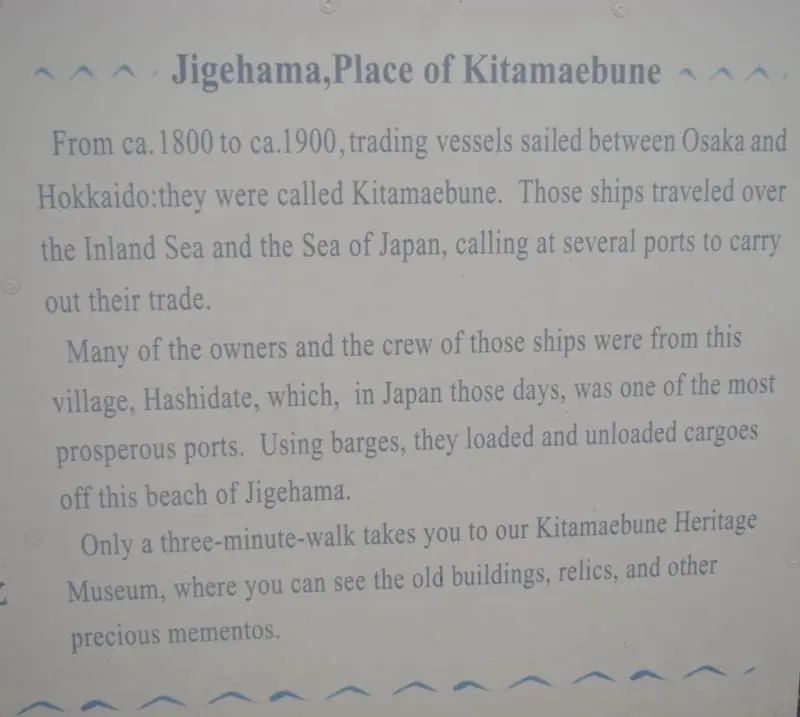 Jigehama,Place of Kitamaebune
From ca.1800 to ca.1900,trading vessels sailed between Osaka and
Hokkaido:they were called Kitamaebune. Those ships traveled over
the Inland Sea and the Sea of Japan, calling at several ports to carry
out their trade.
Many of the owners and the crew of those ships were from this
village, Hashidate, which, in Japan those days, was one of the most
prosperous ports. Using barges, they loaded and unloaded cargoes
off this beach of Jigehama.
Only a three-minute-walk takes you to our Kitamaebune Heritage
Museum, where you can see the old buildings, relics, and other
precious mementos.